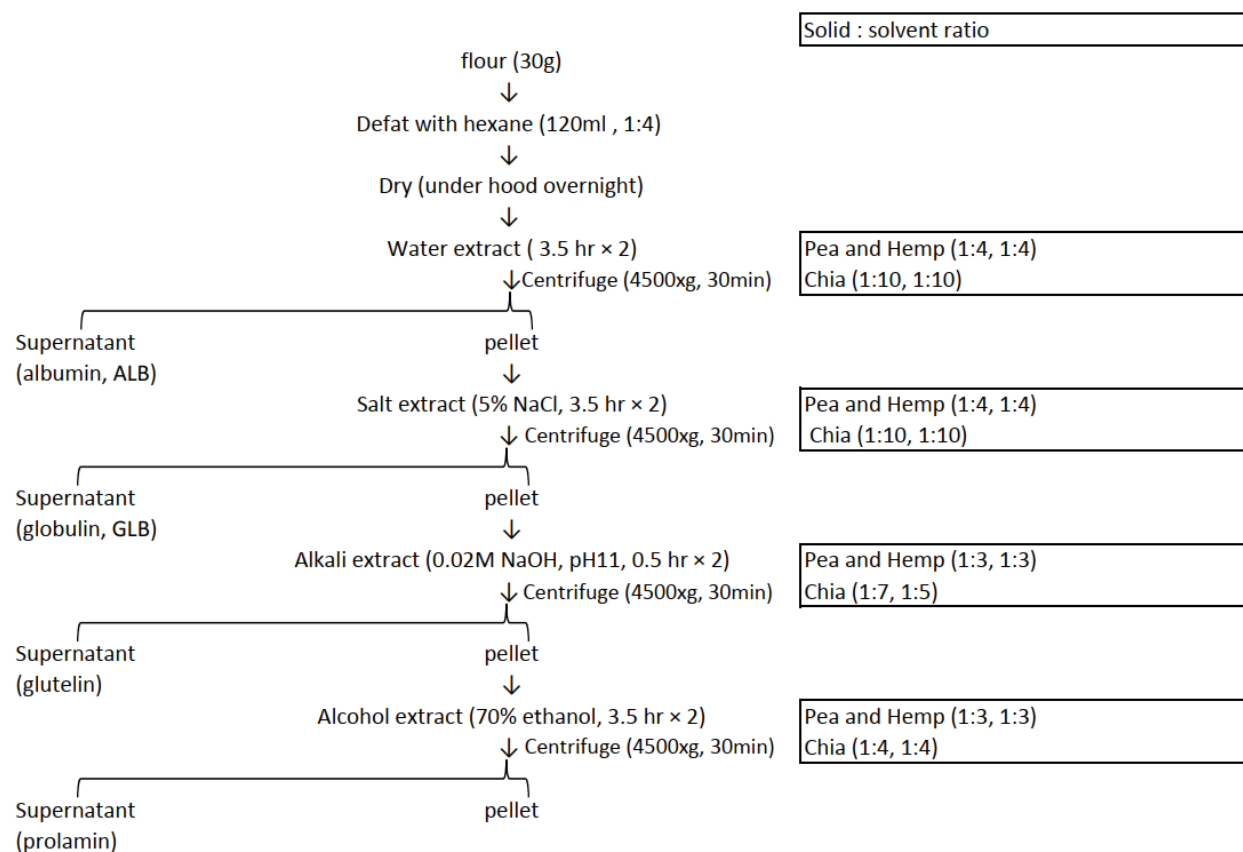 Solid : solvent ratio
flour (30g)
↓
Defat with hexane (120ml , 1:4)
↓
Dry (under hood overnight)
↓
Water extract ( 3.5 hr × 2)
Pea and Hemp (1:4, 1:4)
↓Centrifuge (4500xg, 30min)
Chia (1:10, 1:10)
Supernatant
(albumin, ALB)
pellet
↓
Salt extract (5% NaCl, 3.5 hr × 2)
Pea and Hemp (1:4, 1:4)
↓ Centrifuge (4500xg, 30min)
Chia (1:10, 1:10)
Supernatant
(globulin, GLB)
pellet
↓
Alkali extract (0.02M NaOH, pH11, 0.5 hr × 2)
Pea and Hemp (1:3, 1:3)
↓ Centrifuge (4500xg, 30min)
Chia (1:7, 1:5)
Supernatant
(glutelin)
pellet
↓
Alcohol extract (70% ethanol, 3.5 hr × 2)
Pea and Hemp (1:3, 1:3)
↓ Centrifuge (4500xg, 30min)
Chia (1:4, 1:4)
Supernatant
(prolamin)
pellet